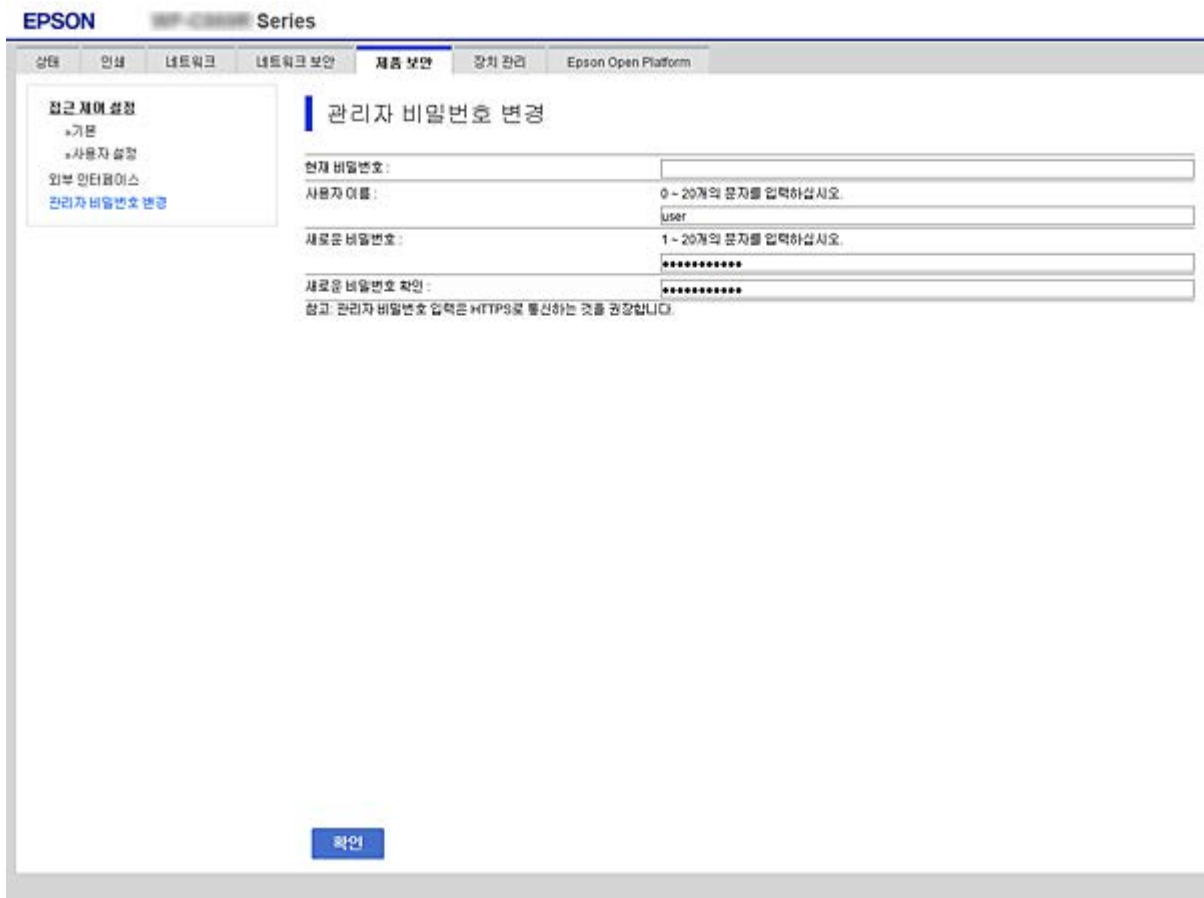 EPSON Series
상태 인쇄 네트워크 네트워크 보안 제품 보안 장치 관리 Epson Open Platform
접근 제어 설정
»기본
»사용자 설정
외부 인터페이스
관리자 비밀번호 변경
관리자 비밀번호 변경
현재 비밀번호 :
사용자 이름 : 0 ~ 20개의 문자를 입력하십시오.
user
새로운 비밀번호 : 1 ~ 20개의 문자를 입력하십시오.
•••••••••••
새로운 비밀번호 확인 : •••••••••••
참고: 관리자 비밀번호 입력은 HTTPS로 통신하는 것을 권장합니다.
확인